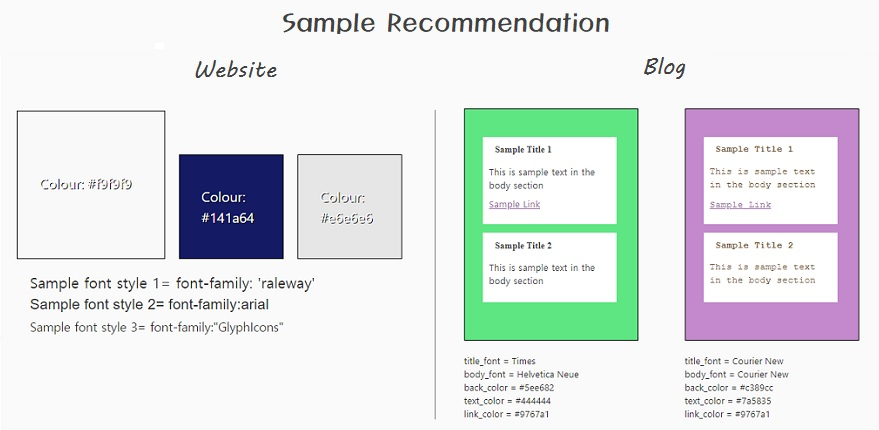 Sample Recommendation
Website
Colour: #f9f9f9
Colour:
#141a64
Colour:
#e6e6e6
Sample font style 1= font-family: 'raleway'
Sample font style 2= font-family:arial
Sample font style 3= font-family:"GlyphIcons"
Blog
Sample Title 1
This is sample text in the
body section
Sample Link
Sample Title 2
This is sample text in the
body section
title_font = Times
body_font = Helvetica Neue
back_color = #5ee682
text_color = #444444
link_color = #9767a1
Sample Title 1
This is sample text
in the body section
Sample Link
Sample Title 2
This is sample text
in the body section
title_font = Courier New
body_font = Courier New
back_color = #c389cc
text_color = #7a5835
link_color = #9767a1